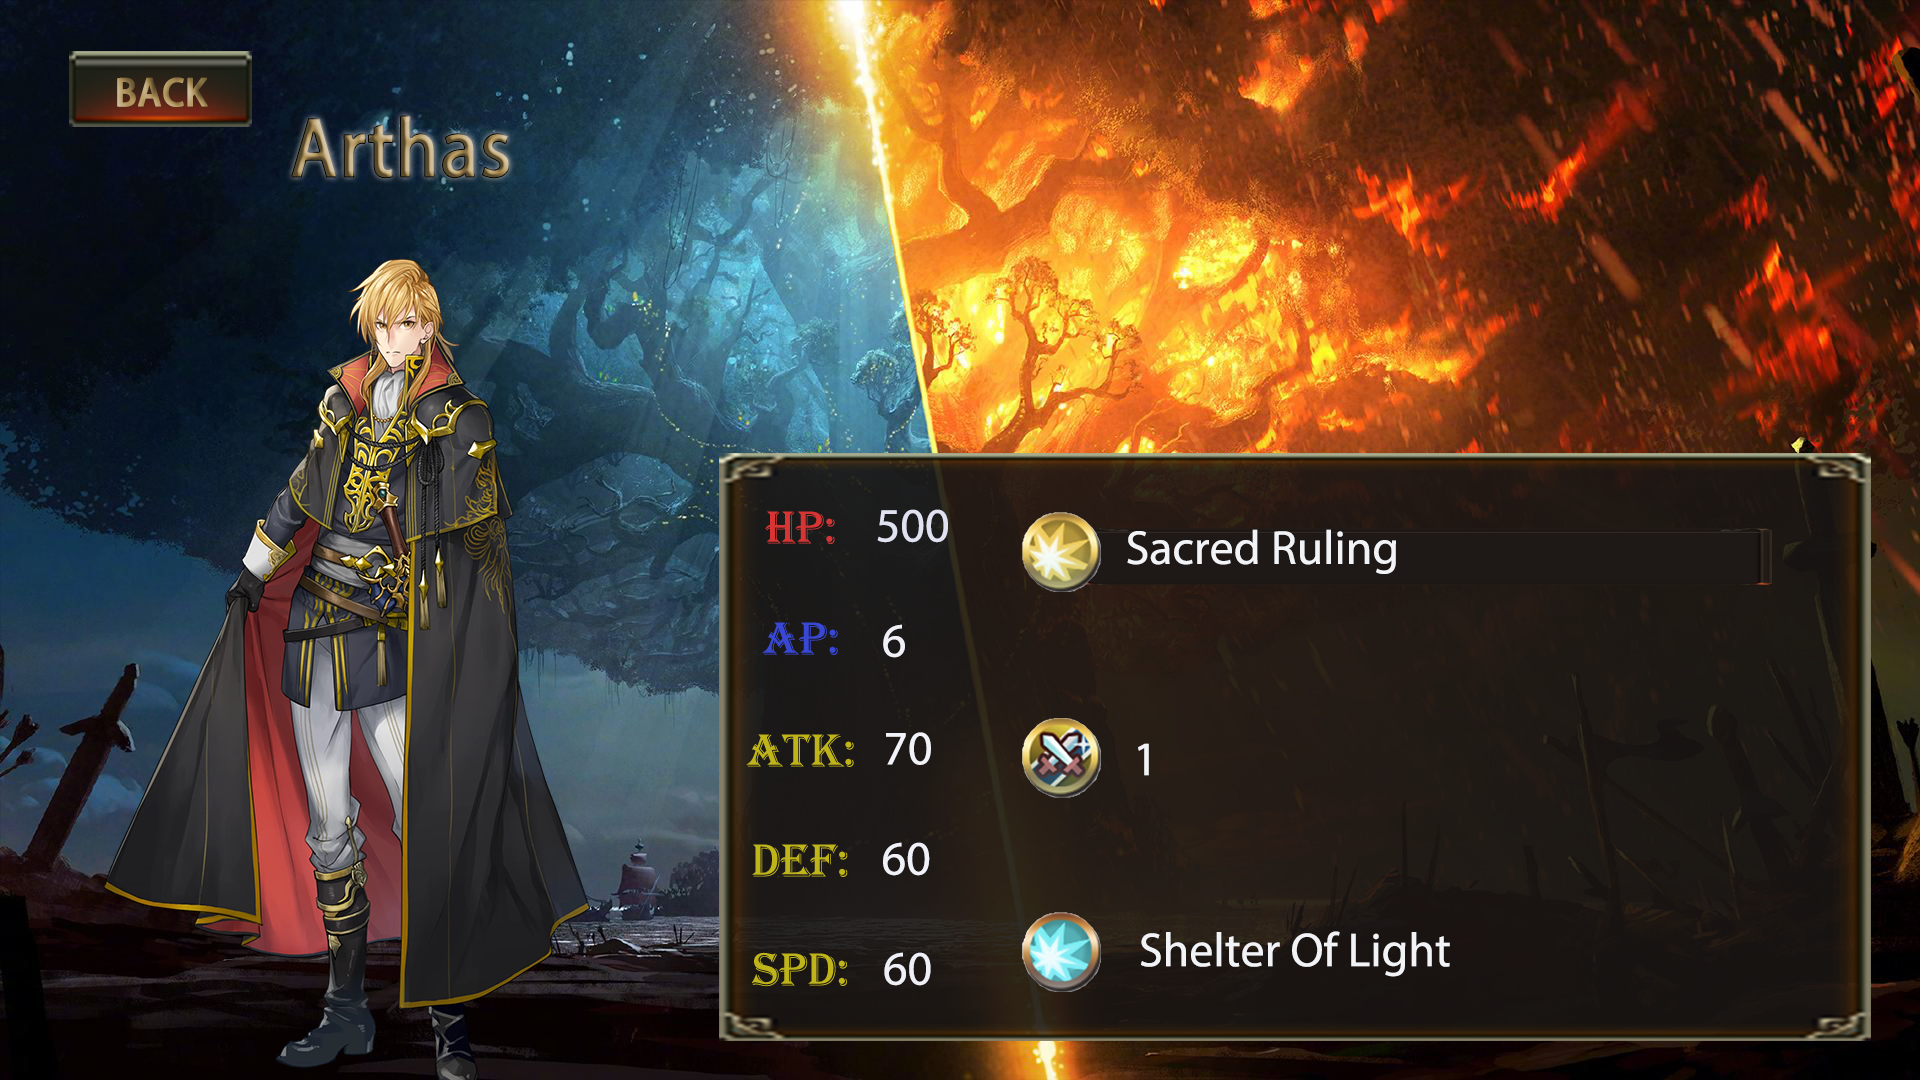 BACK
Arthas
HP: 500
Sacred Ruling
AP: 6
ATK: 70
1
DEF: 60
SPD: 60
Shelter Of Light